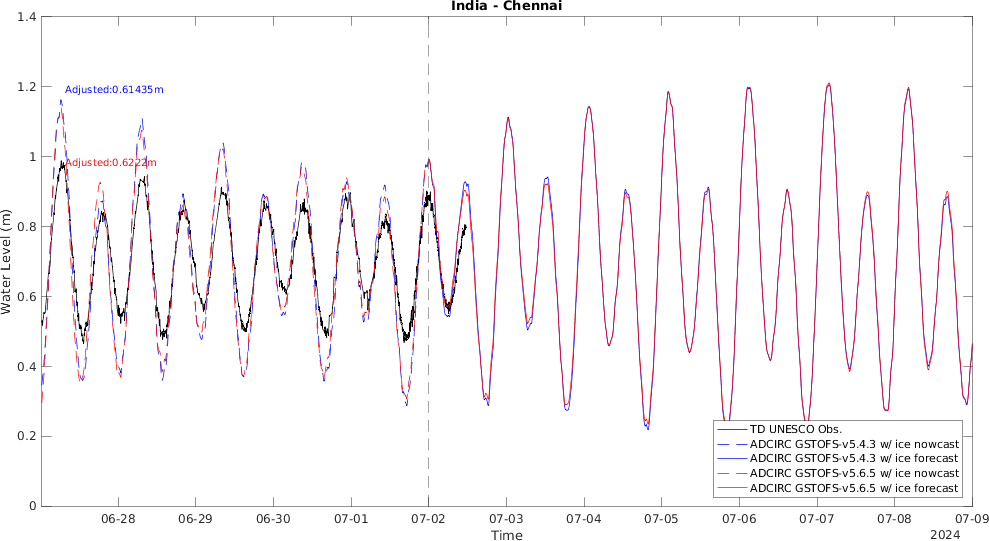 India - Chennai
1.4
1.2
1
0.8
0.6
0.4
0.2
0
Water Level (m)
Adjusted:0.61435m
Adjusted:0.6222m
TD UNESCO Obs.
ADCIRC GSTOFS-v5.4.3 w/ ice nowcast
ADCIRC GSTOFS-v5.4.3 w/ ice forecast
ADCIRC GSTOFS-v5.6.5 w/ ice nowcast
ADCIRC GSTOFS-v5.6.5 w/ ice forecast
06-28 06-29 06-30 07-01 07-02 07-03 07-04 07-05 07-06 07-07 07-08 07-09
Time
2024